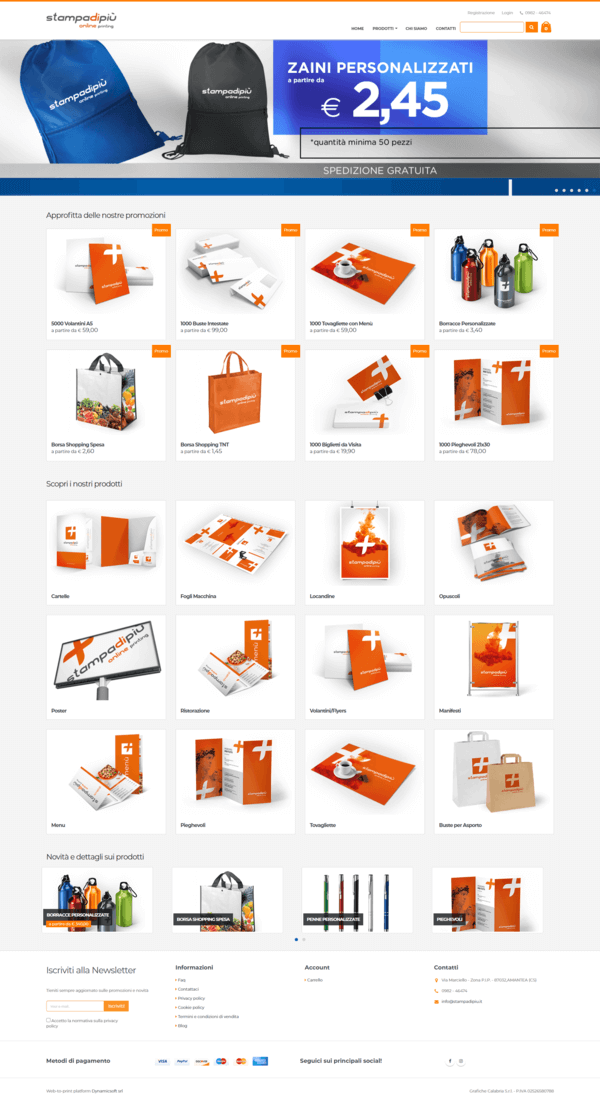 stampadipiù
online printing
Registrazione Login 0982 - 46474
HOME PRODOTTI CHI SIAMO CONTATTI
0
stampadipiù
online printing
stampadipiù
online printing
ZAINI PERSONALIZZATI
a partire da
€ 2,45
*quantità minima 50 pezzi
SPEDIZIONE GRATUITA
Approfitta delle nostre promozioni
Promo Promo Promo Promo
5000 Volantini A5
a partire da € 59,00
1000 Buste Intestate
a partire da € 99,00
1000 Tovagliette con Menù
a partire da € 59,00
Borracce Personalizzate
a partire da € 3,40
Promo Promo Promo Promo
Borsa Shopping Spesa
a partire da € 2,60
Borsa Shopping TNT
a partire da € 1,45
1000 Biglietti da Visita
a partire da € 19,90
1000 Pieghevoli 21x30
a partire da € 78,00
Scopri i nostri prodotti
Cartelle
Fogli Macchina
Locandine
Opuscoli
stampadipiù
online printing
Poster
Ristorazione
Volantini/Flyers
Manifesti
Menu
Pieghevoli
Tovagliette
Buste per Asporto
Novità e dettagli sui prodotti
BORRACCE PERSONALIZZATE
BORSA SHOPPING SPESA
PENNE PERSONALIZZATE
PIEGHEVOLI
Iscriviti alla Newsletter
Tieniti sempre aggiornato sulle promozioni e novità
Iscriviti
Accetto la normativa sulla privacy
policy
Informazioni
Faq
Contattaci
Privacy policy
Cookie policy
Termini e condizioni di vendita
Blog
Account
Carrello
Contatti
Via Marcello - Zona P.I.P. - 87032 AMANTEA (CS)
0982 - 46474
info@stampadipiu.it
Metodi di pagamento
VISA PayPal
Seguici sui principali social!
Web-to-print platform Dynamicsoft srl